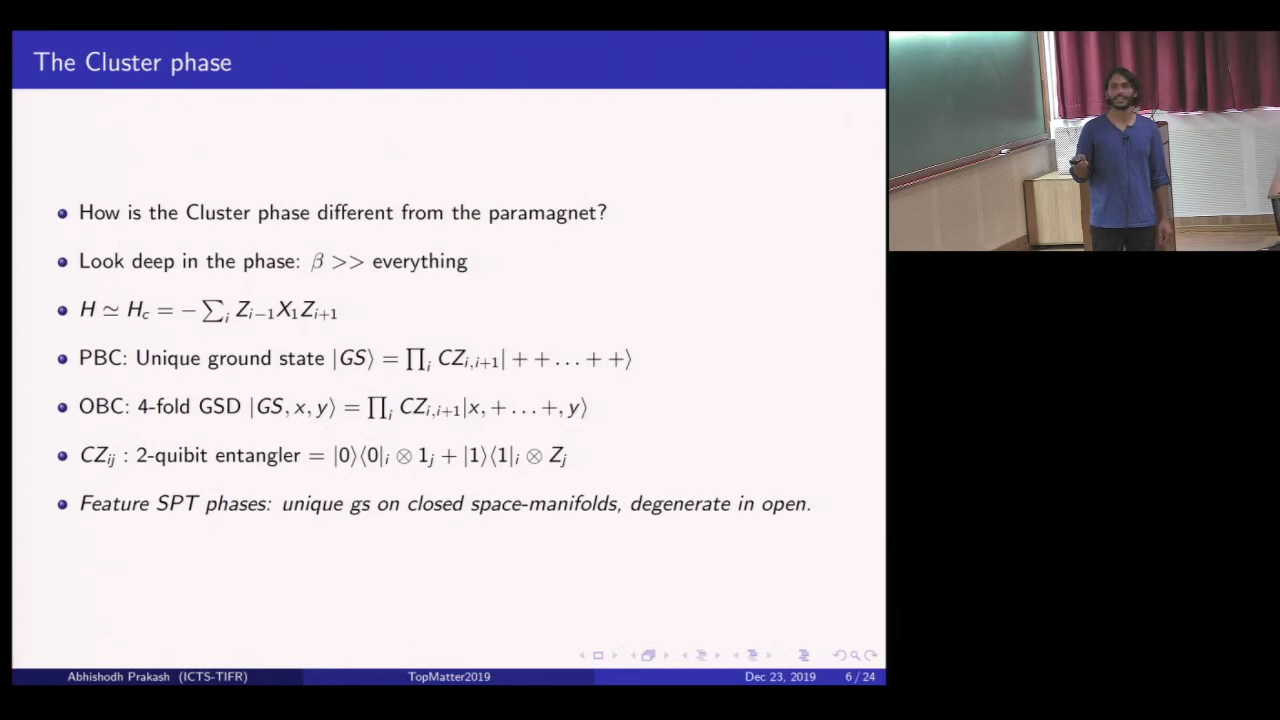 The Cluster phase
How is the Cluster phase different from the paramagnet?
Look deep in the phase: β >> everything
H ≃ H_c = − ∑_i Z_{i−1}X_1Z_{i+1}
PBC: Unique ground state |GS⟩ = ∏_i CZ_{i,i+1}| + + … + +⟩
OBC: 4-fold GSD |GS, x, y⟩ = ∏_i CZ_{i,i+1}|x, + … +, y⟩
CZ_{ij} : 2-quibit entangler = |0⟩⟨0|_i ⊗ 1_j + |1⟩⟨1|_i ⊗ Z_j
Feature SPT phases: unique gs on closed space-manifolds, degenerate in open.
Abhishodh Prakash (ICTS-TIFR) TopMatter2019 Dec 23, 2019 6 / 24